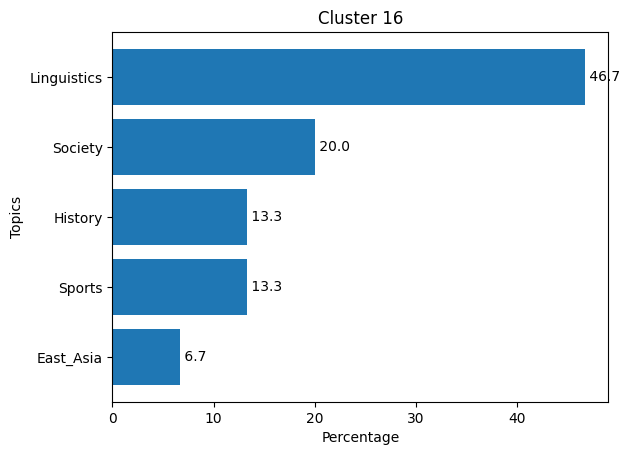 Cluster 16
Topics
Linguistics
46.7
Society
20.0
History
13.3
Sports
13.3
East_Asia
6.7
0 10 20 30 40
Percentage